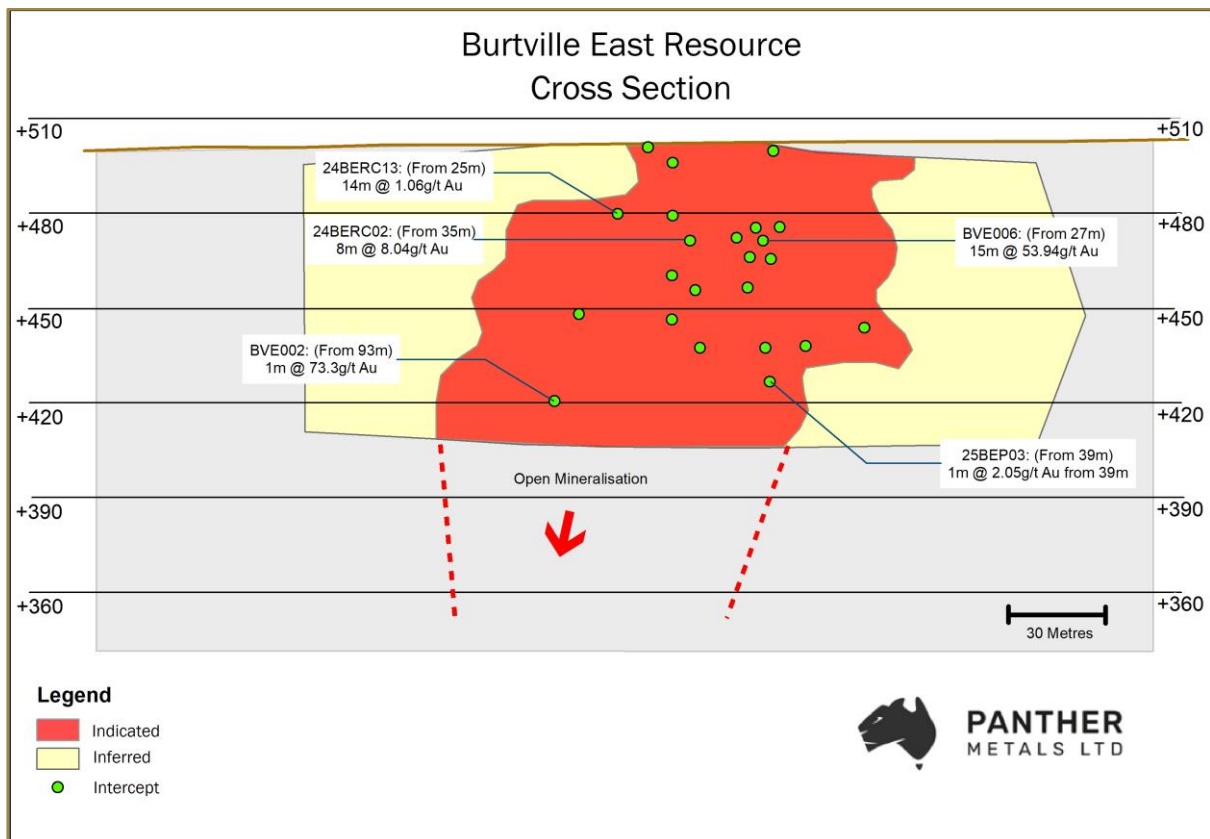 Burtville East Resource
Cross Section
+510
+510
24BERC13: (From 25m)
14m @ 1.06g/t Au
+480
+480
24BERC02: (From 35m)
8m @ 8.04g/t Au
BVE006: (From 27m)
15m @ 53.94g/t Au
+450
+450
BVE002: (From 93m)
1m @ 73.3g/t Au
+420
+420
25BEP03: (From 39m)
1m @ 2.05g/t Au from 39m
Open Mineralisation
+390
+390
+360
+360
30 Metres
Legend
Indicated
Inferred
Intercept
PANTHER
METALS LTD